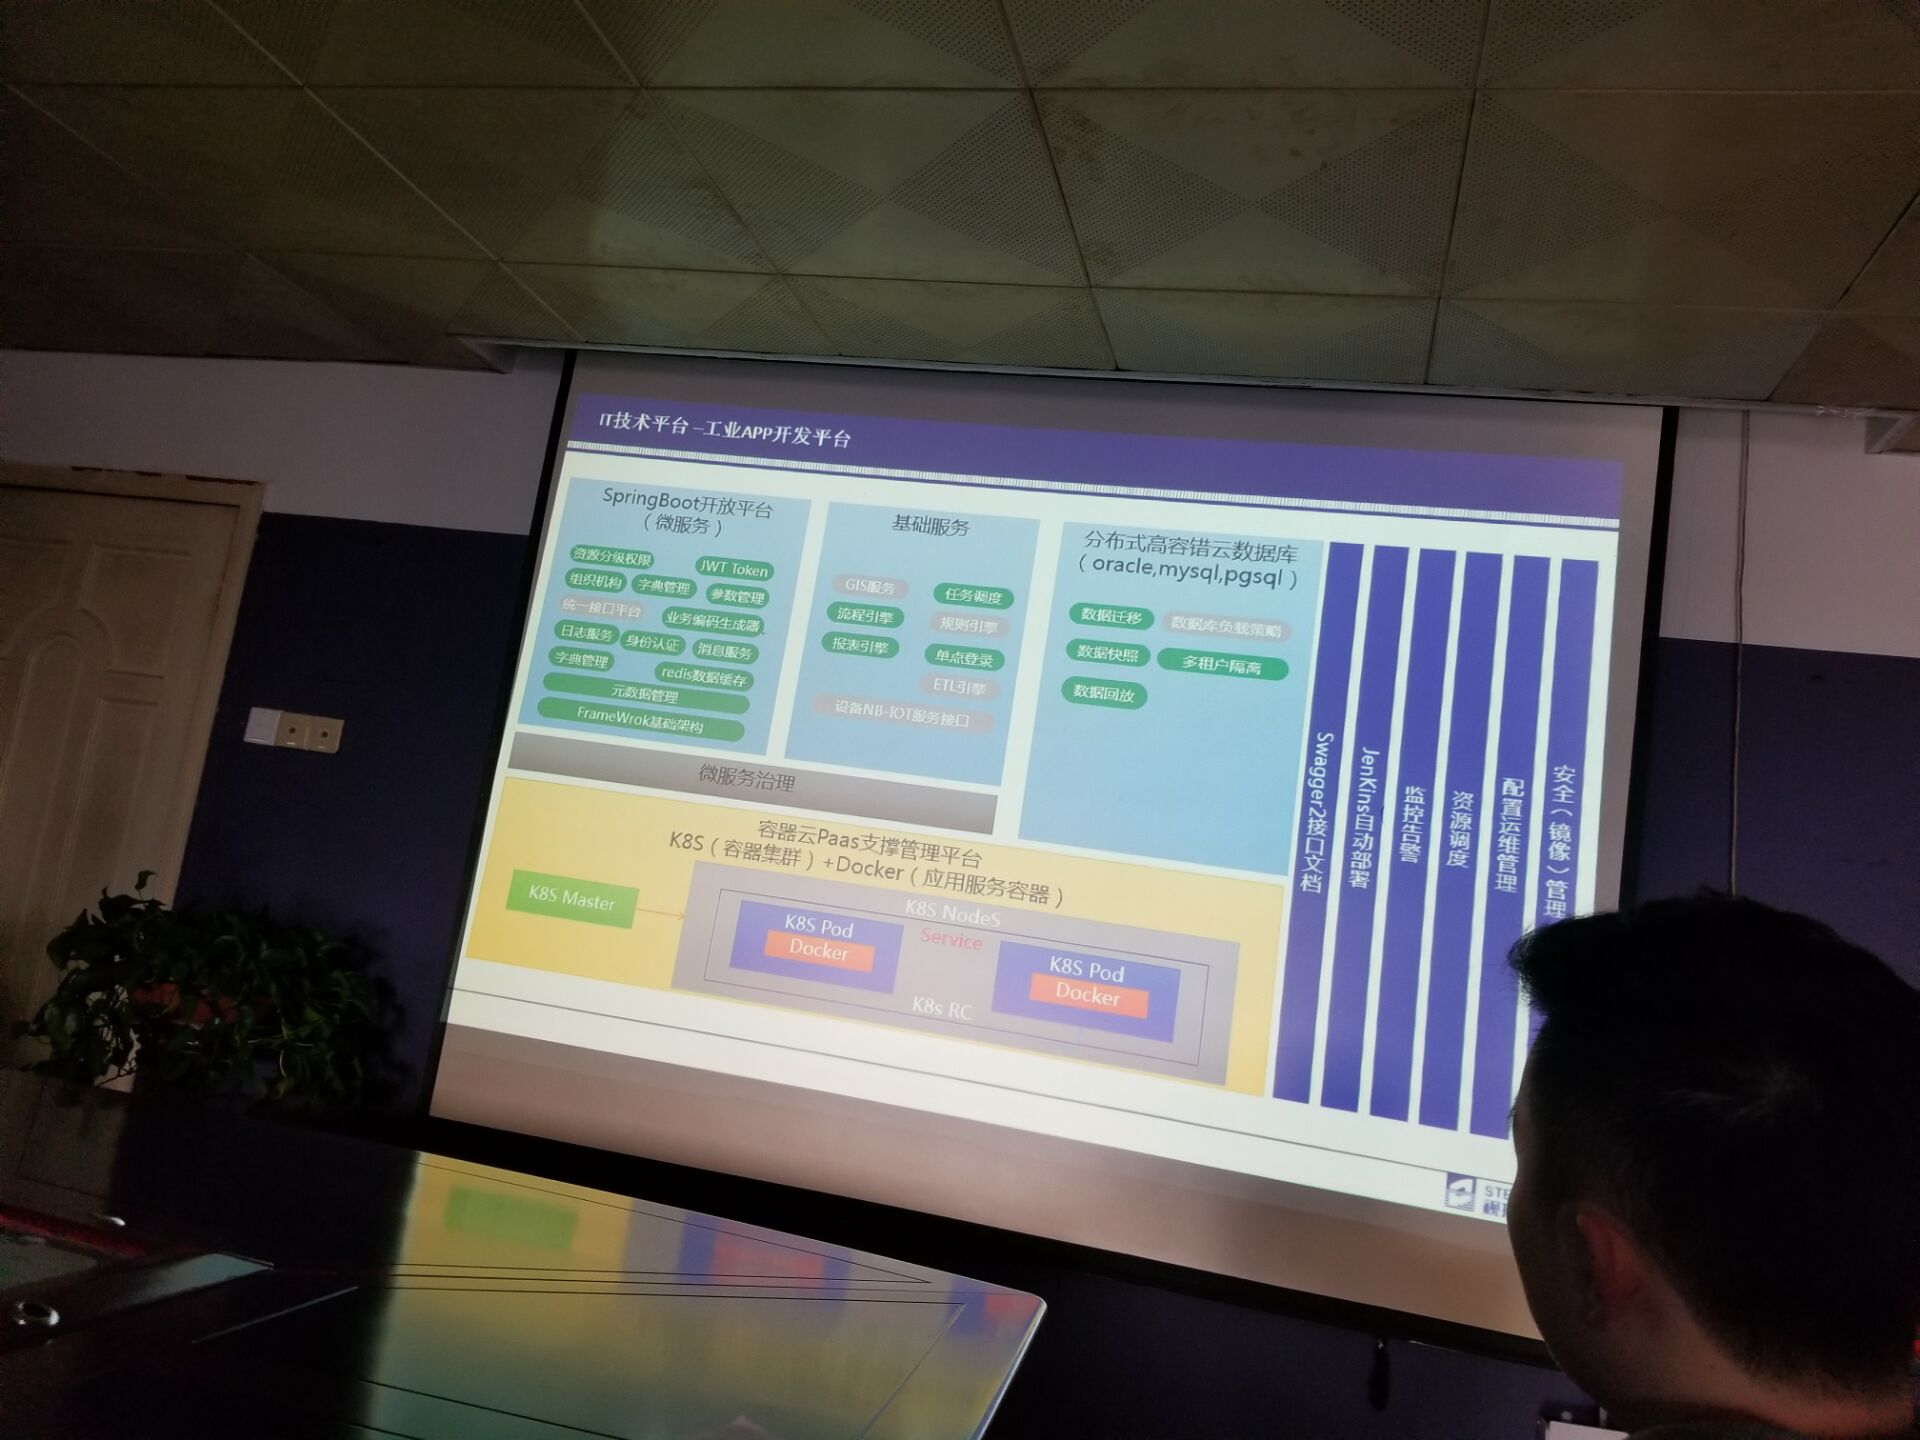 IT技术平台 –工业APP开发平台
SpringBoot开放平台
（微服务）
资源分级权限
JWT Token
组织机构
字典管理
参数管理
统一接口平台
业务编码生成器
日志服务
身份认证
消息服务
字典管理
redis数据缓存
元数据管理
FrameWrok基础架构
基础服务
GIS服务
任务调度
流程引擎
规则引擎
报表引擎
单点登录
ETL引擎
设备NB-IOT服务接口
分布式高容错云数据库
（oracle,mysql,pgsql）
数据迁移
数据库负载策略
数据快照
多租户隔离
数据回放
微服务治理
容器云Paas支撑管理平台
K8S（容器集群）+Docker（应用服务容器）
K8S Master
K8S NodeS
K8S Pod
Docker
Service
K8S Pod
Docker
K8s RC
Swagger2接口文档
JenKins自动部署
监控告警
资源调度
配置运维管理
安全（镜像）管理